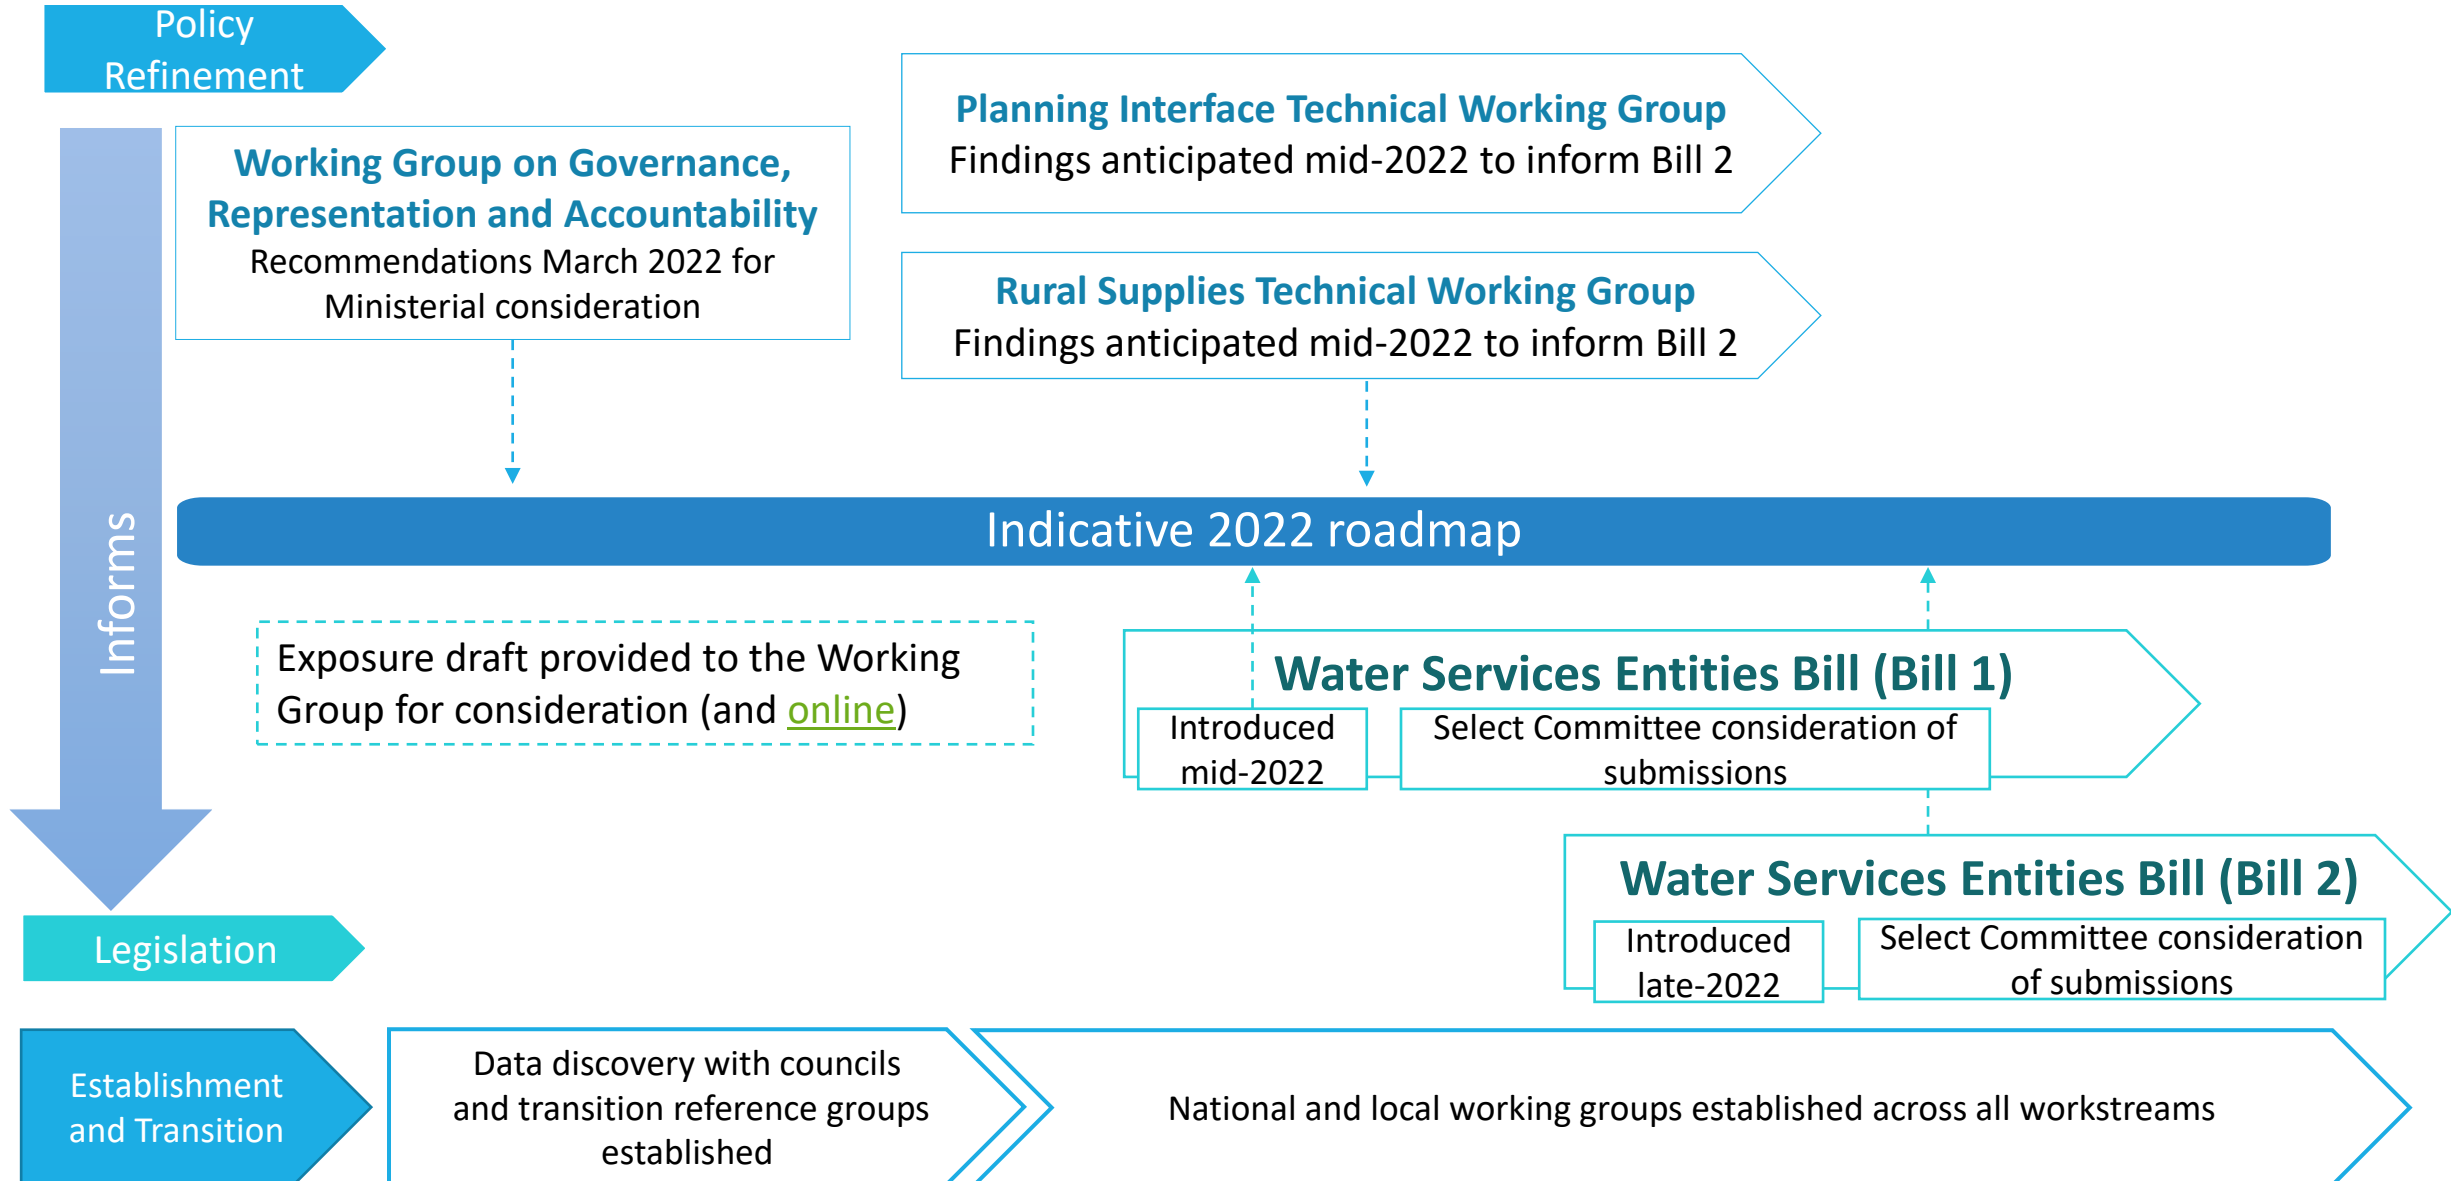 Policy
Refinement
Working Group on Governance,
Representation and Accountability
Recommendations March 2022 for
Ministerial consideration
Planning Interface Technical Working Group
Findings anticipated mid-2022 to inform Bill 2
Rural Supplies Technical Working Group
Findings anticipated mid-2022 to inform Bill 2
Informs
Indicative 2022 roadmap
Exposure draft provided to the Working
Group for consideration (and online)
Water Services Entities Bill (Bill 1)
Introduced
mid-2022
Select Committee consideration of
submissions
Water Services Entities Bill (Bill 2)
Introduced
late-2022
Select Committee consideration
of submissions
Legislation
Establishment
and Transition
Data discovery with councils
and transition reference groups
established
National and local working groups established across all workstreams